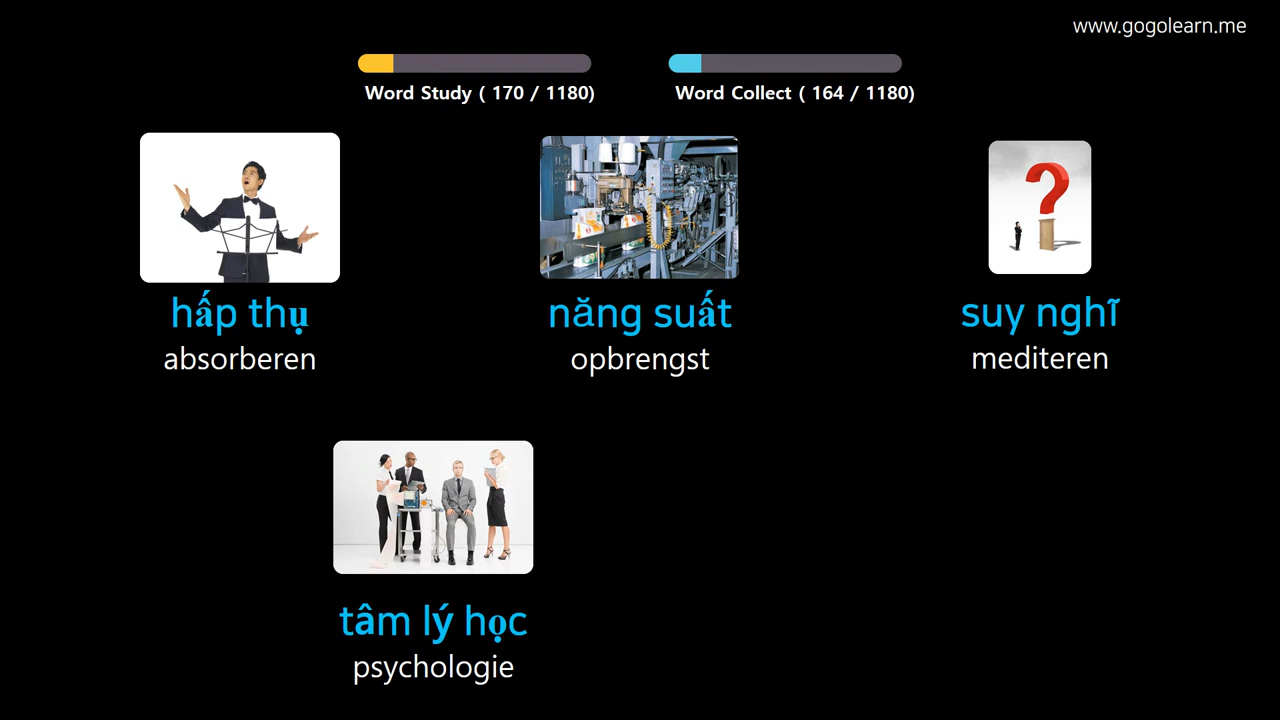 www.gogolearn.me
Word Study ( 170 / 1180)
Word Collect ( 164 / 1180)
hấp thụ
absorberen
năng suất
opbrengst
suy nghĩ
mediteren
tâm lý học
psychologie